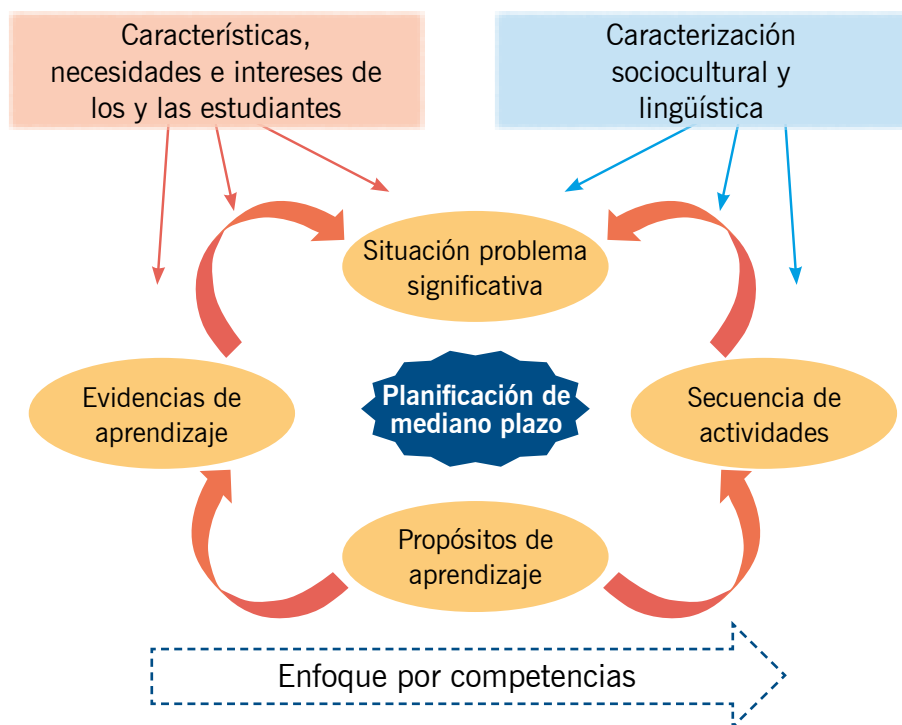 Características,
necesidades e intereses de
los y las estudiantes
Caracterización
sociocultural y
lingüística
Situación problema
significativa
Evidencias de
aprendizaje
Planificación de
mediano plazo
Secuencia de
actividades
Propósitos de
aprendizaje
Enfoque por competencias